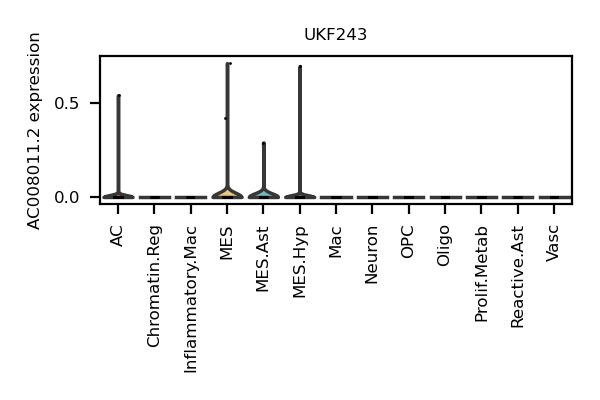 UKF243
AC008011.2 expression
0.5
0.0
AC
Chromatin.Reg
Inflammatory.Mac
MES
MES.Ast
MES.Hyp
Mac
Neuron
OPC
Oligo
Prolif.Metab
Reactive.Ast
Vasc